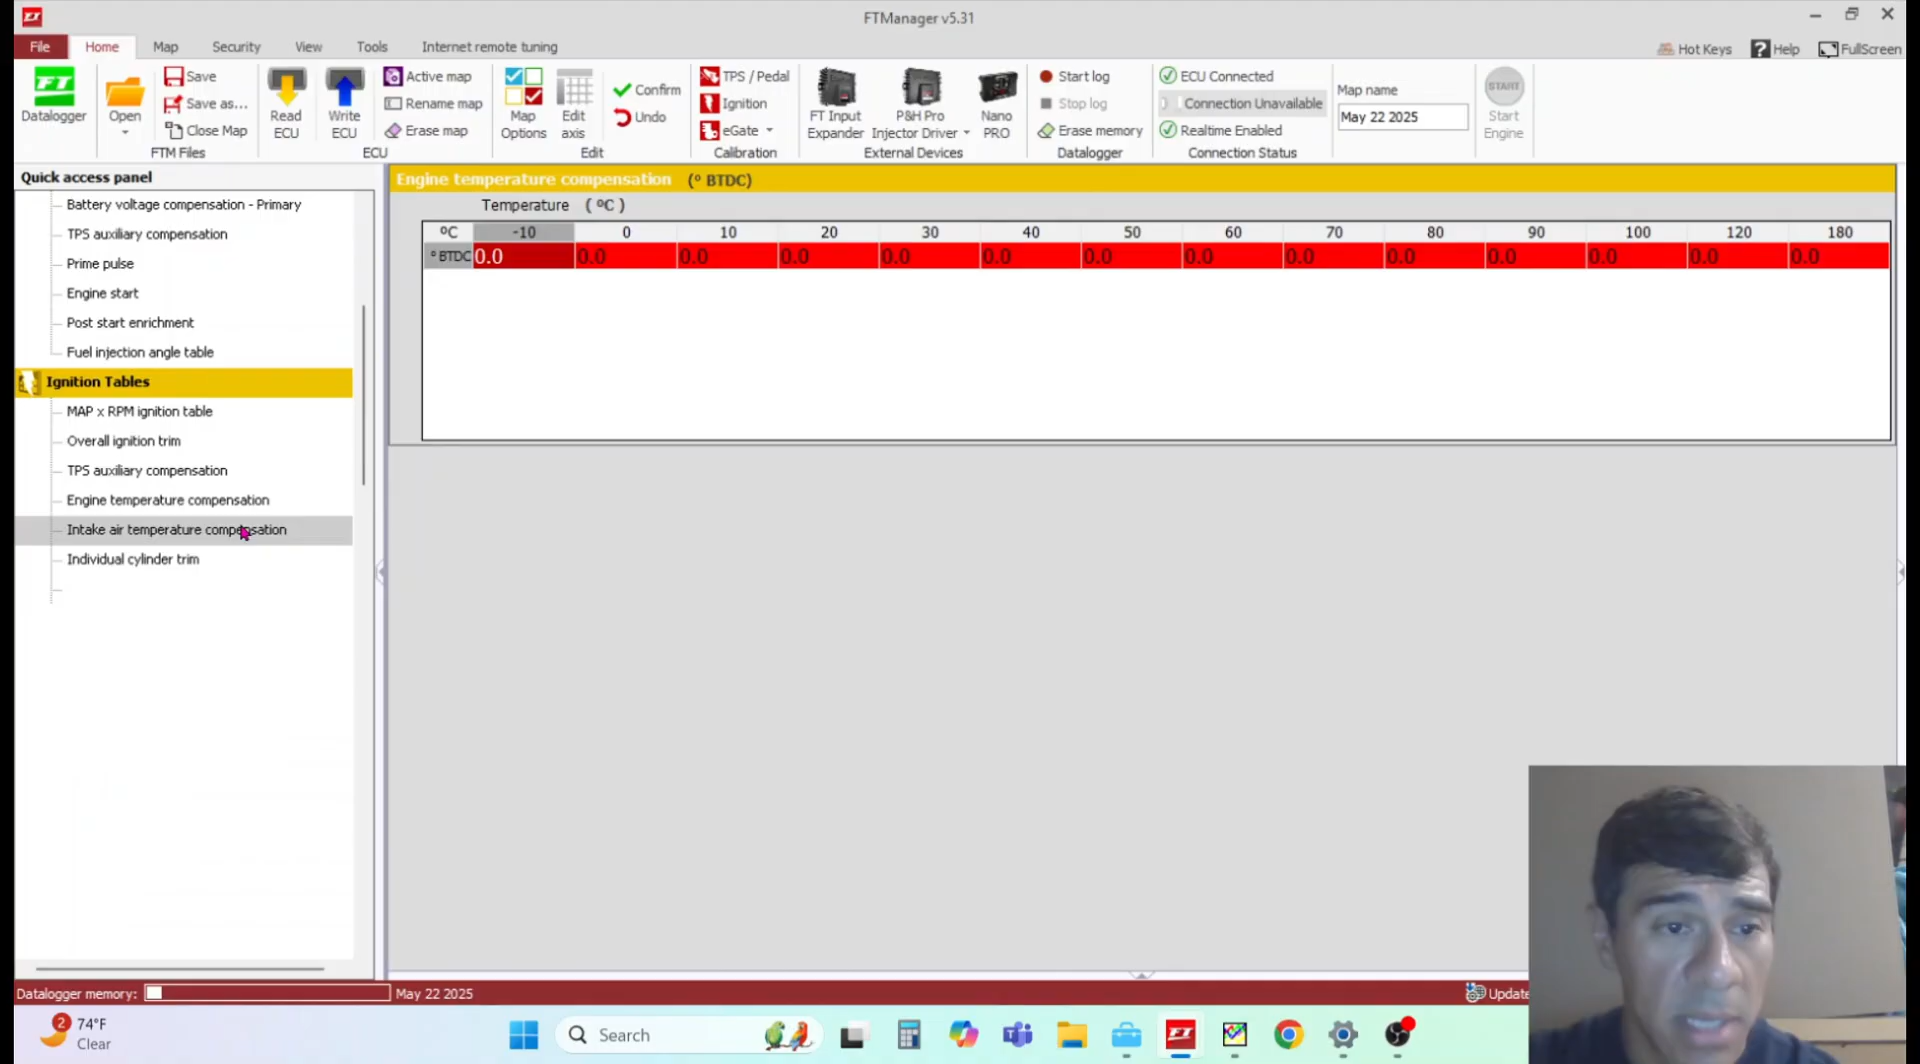 FT
FTManager v5.31
File Home Map Security View Tools Internet remote tuning
Hot Keys ? Help FullScreen
FT
Datalogger
Open
Save
Save as...
Close Map
FTM Files
Read ECU
Write ECU
Active map
Rename map
Erase map
ECU
Map Options
Edit axis
Confirm
Undo
Edit
TPS / Pedal
Ignition
eGate
Calibration
FT Input Expander
P&H Pro Injector Driver
Nano PRO
External Devices
Start log
Stop log
Erase memory
Datalogger
ECU Connected
Connection Unavailable
Realtime Enabled
Connection Status
Map name
May 22 2025
START
Start Engine
Quick access panel
Battery voltage compensation - Primary
TPS auxiliary compensation
Prime pulse
Engine start
Post start enrichment
Fuel injection angle table
Ignition Tables
MAP x RPM ignition table
Overall ignition trim
TPS auxiliary compensation
Engine temperature compensation
Intake air temperature compensation
Individual cylinder trim
Engine temperature compensation (º BTDC)
Temperature ( ºC )
ºC -10 0 10 20 30 40 50 60 70 80 90 100 120 180
º BTDC 0.0 0.0 0.0 0.0 0.0 0.0 0.0 0.0 0.0 0.0 0.0 0.0 0.0 0.0
Datalogger memory: May 22 2025 Update
2
74°F
Clear
Search
FT